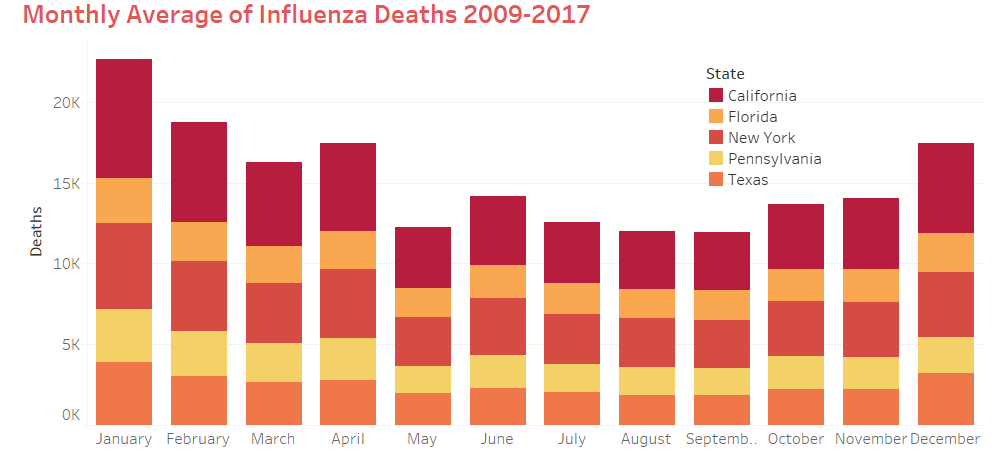 Monthly Average of Influenza Deaths 2009-2017
State
California
Florida
New York
Pennsylvania
Texas
Deaths
20K
15K
10K
5K
0K
January February March April May June July August Septemb.. October November December